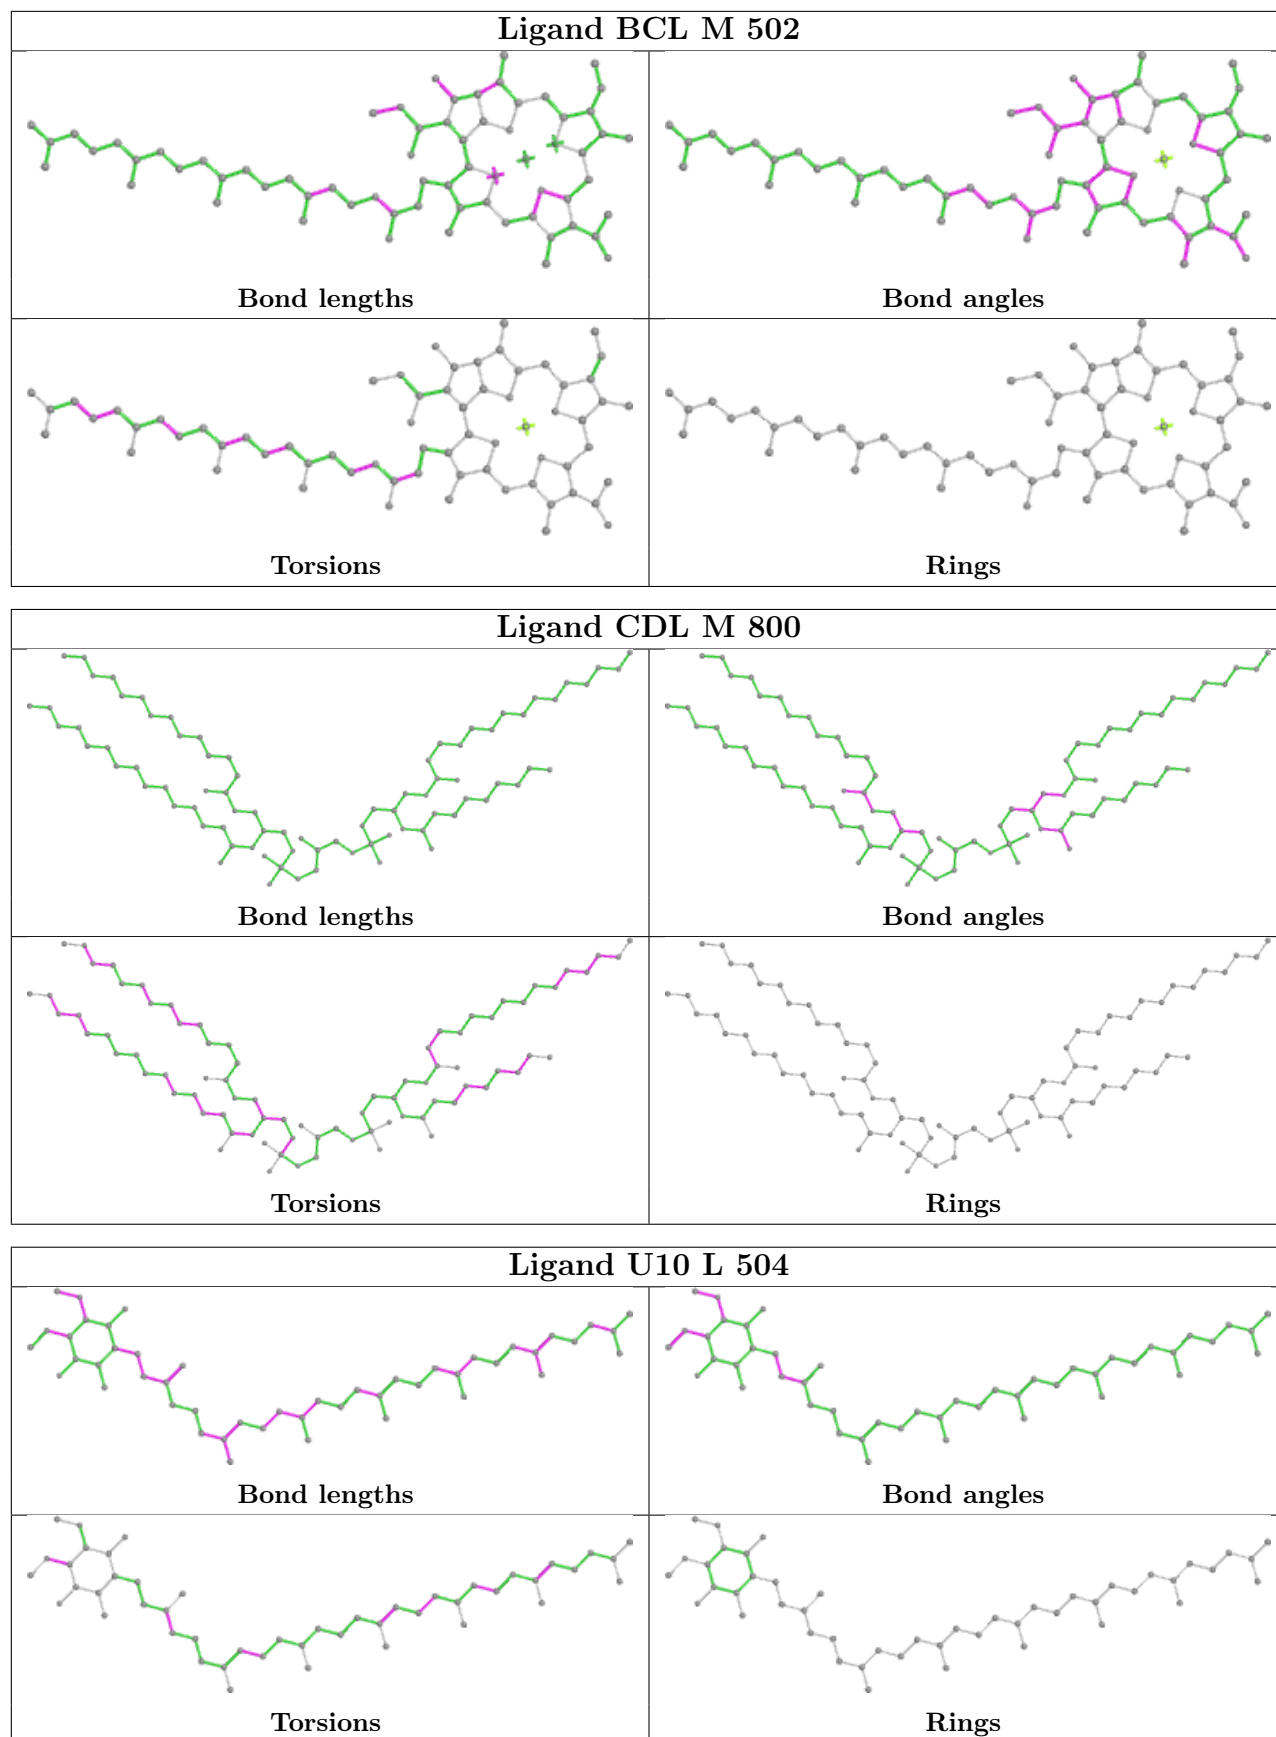 Ligand BCL M 502
Bond lengths
Bond angles
Torsions
Rings
Ligand CDL M 800
Bond lengths
Bond angles
Torsions
Rings
Ligand U10 L 504
Bond lengths
Bond angles
Torsions
Rings